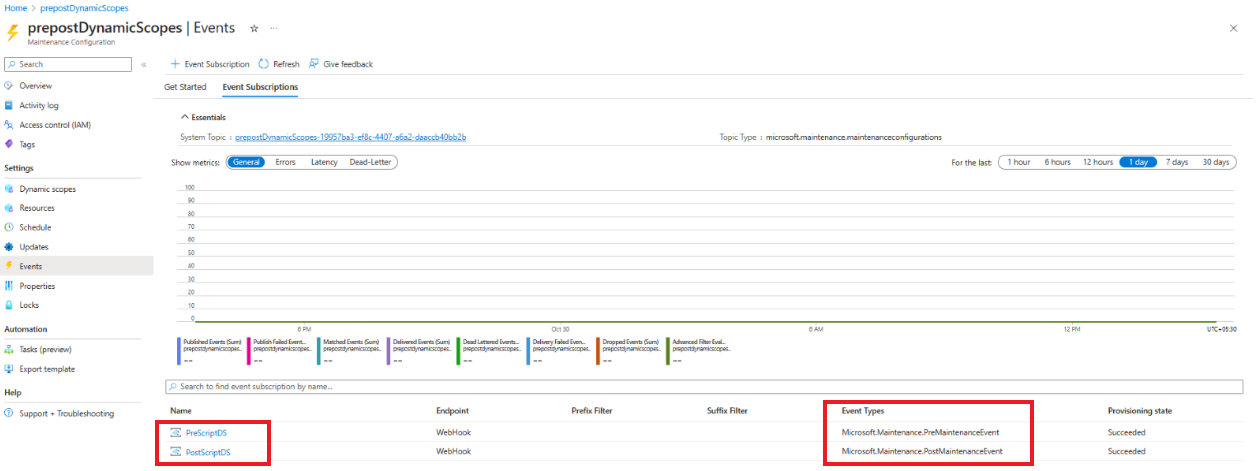 Home > prepostDynamicScopes
prepostDynamicScopes | Events
Maintenance Configuration
Search
Overview
Activity log
Access control (IAM)
Tags
Settings
Dynamic scopes
Resources
Schedule
Updates
Events
Properties
Locks
Automation
Tasks (preview)
Export template
Help
Support + Troubleshooting
Event Subscription Refresh Give feedback
Get Started Event Subscriptions
Essentials
System Topic : prepostDynamicScopes-19957ba3-ef8c-4407-a6a2-daaccb40bb2b Topic Type : microsoft.maintenance.maintenanceconfigurations
Show metrics: General Errors Latency Dead-Letter For the last: 1 hour 6 hours 12 hours 1 day 7 days 30 days
100
90
80
70
60
50
40
30
20
10
0
6 PM Oct 30 6 AM 12 PM UTC+05:30
Published Events (Sum) Publish Failed Event... Matched Events (Sum) Delivered Events (Sum) Dead Lettered Events... Delivery Failed Even... Dropped Events (Sum) Advanced Filter Eval...
prepostdynamicscopes... prepostdynamicscopes... prepostdynamicscopes... prepostdynamicscopes... prepostdynamicscopes... prepostdynamicscopes... prepostdynamicscopes... prepostdynamicscopes...
-- -- -- -- -- -- -- --
Search to find event subscription by name...
Name Endpoint Prefix Filter Suffix Filter Event Types Provisioning state
PreScriptDS WebHook Microsoft.Maintenance.PreMaintenanceEvent Succeeded
PostScriptDS WebHook Microsoft.Maintenance.PostMaintenanceEvent Succeeded